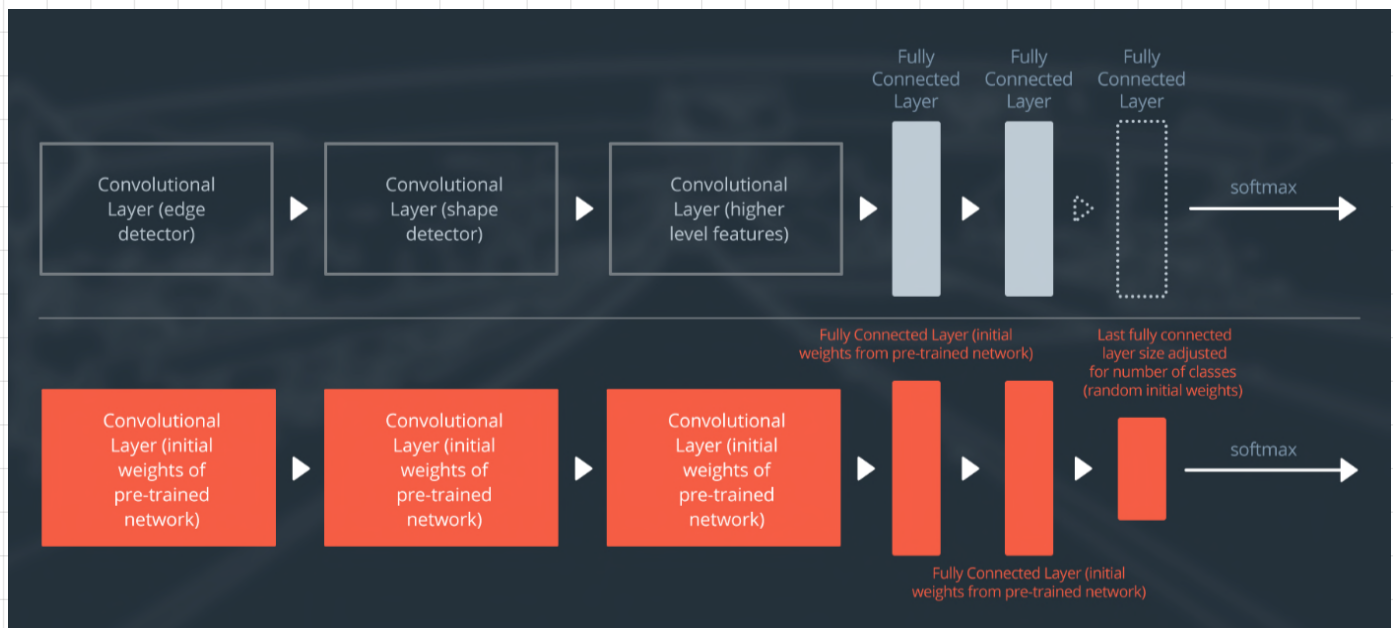 Fully
Connected
Layer
Fully
Connected
Layer
Fully
Connected
Layer
Convolutional
Layer (edge
detector)
Convolutional
Layer (shape
detector)
Convolutional
Layer (higher
level features)
softmax
Fully Connected Layer (initial
weights from pre-trained network)
Last fully connected
layer size adjusted
for number of classes
(random initial weights)
Convolutional
Layer (initial
weights of
pre-trained
network)
Convolutional
Layer (initial
weights of
pre-trained
network)
Convolutional
Layer (initial
weights of
pre-trained
network)
softmax
Fully Connected Layer (initial
weights from pre-trained network)